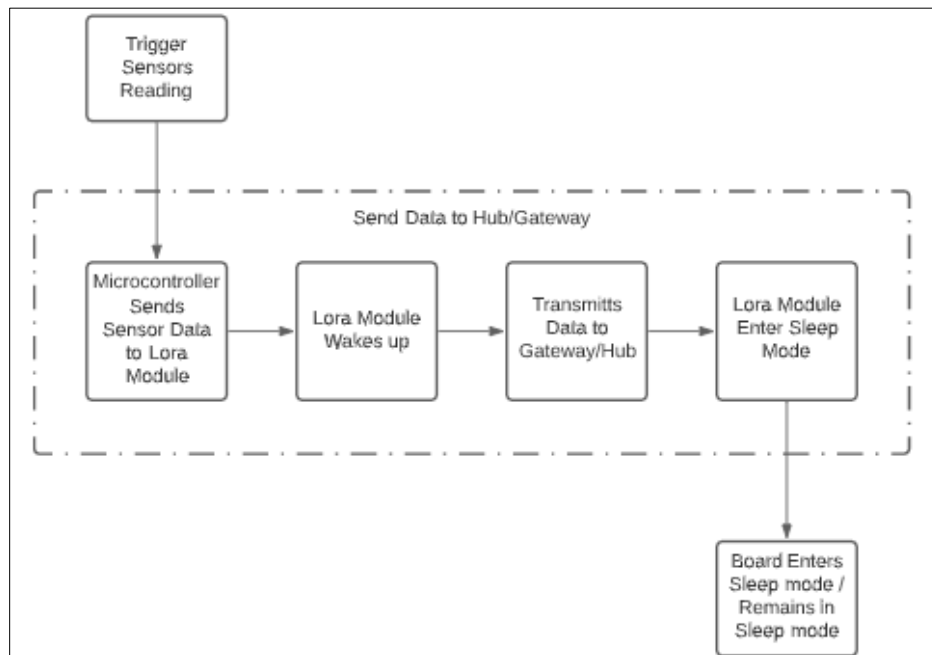 Trigger
Sensors
Reading
Send Data to Hub/Gateway
Microcontroller
Sends
Sensor Data
to Lora
Module
Lora Module
Wakes up
Transmitts
Data to
Gateway/Hub
Lora Module
Enter Sleep
Mode
Board Enters
Sleep mode /
Remains in
Sleep mode